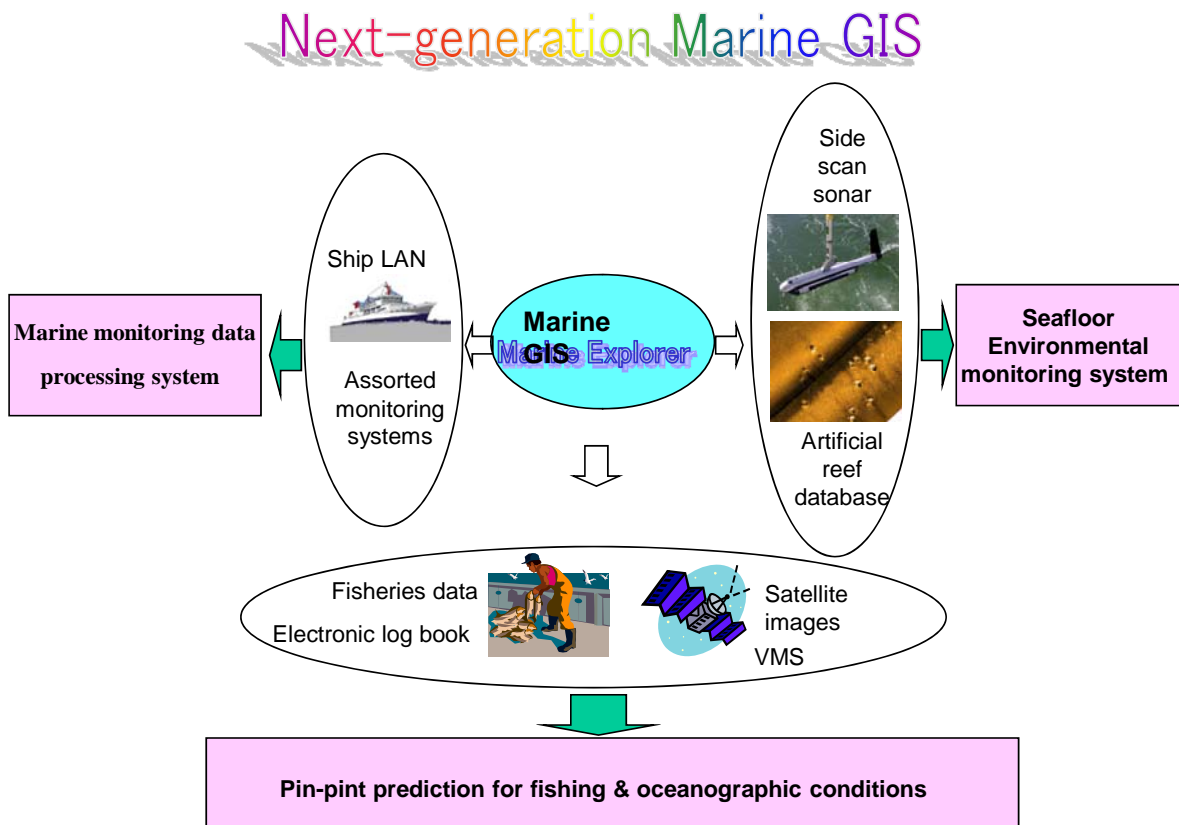 Next-generation Marine GIS
Side
scan
sonar
Ship LAN
Assorted
monitoring
systems
Marine monitoring data
processing system
Marine
GIS
Marine Explorer
Seafloor
Environmental
monitoring system
Artificial
reef
database
Fisheries data
Electronic log book
Satellite
images
VMS
Pin-pint prediction for fishing & oceanographic conditions